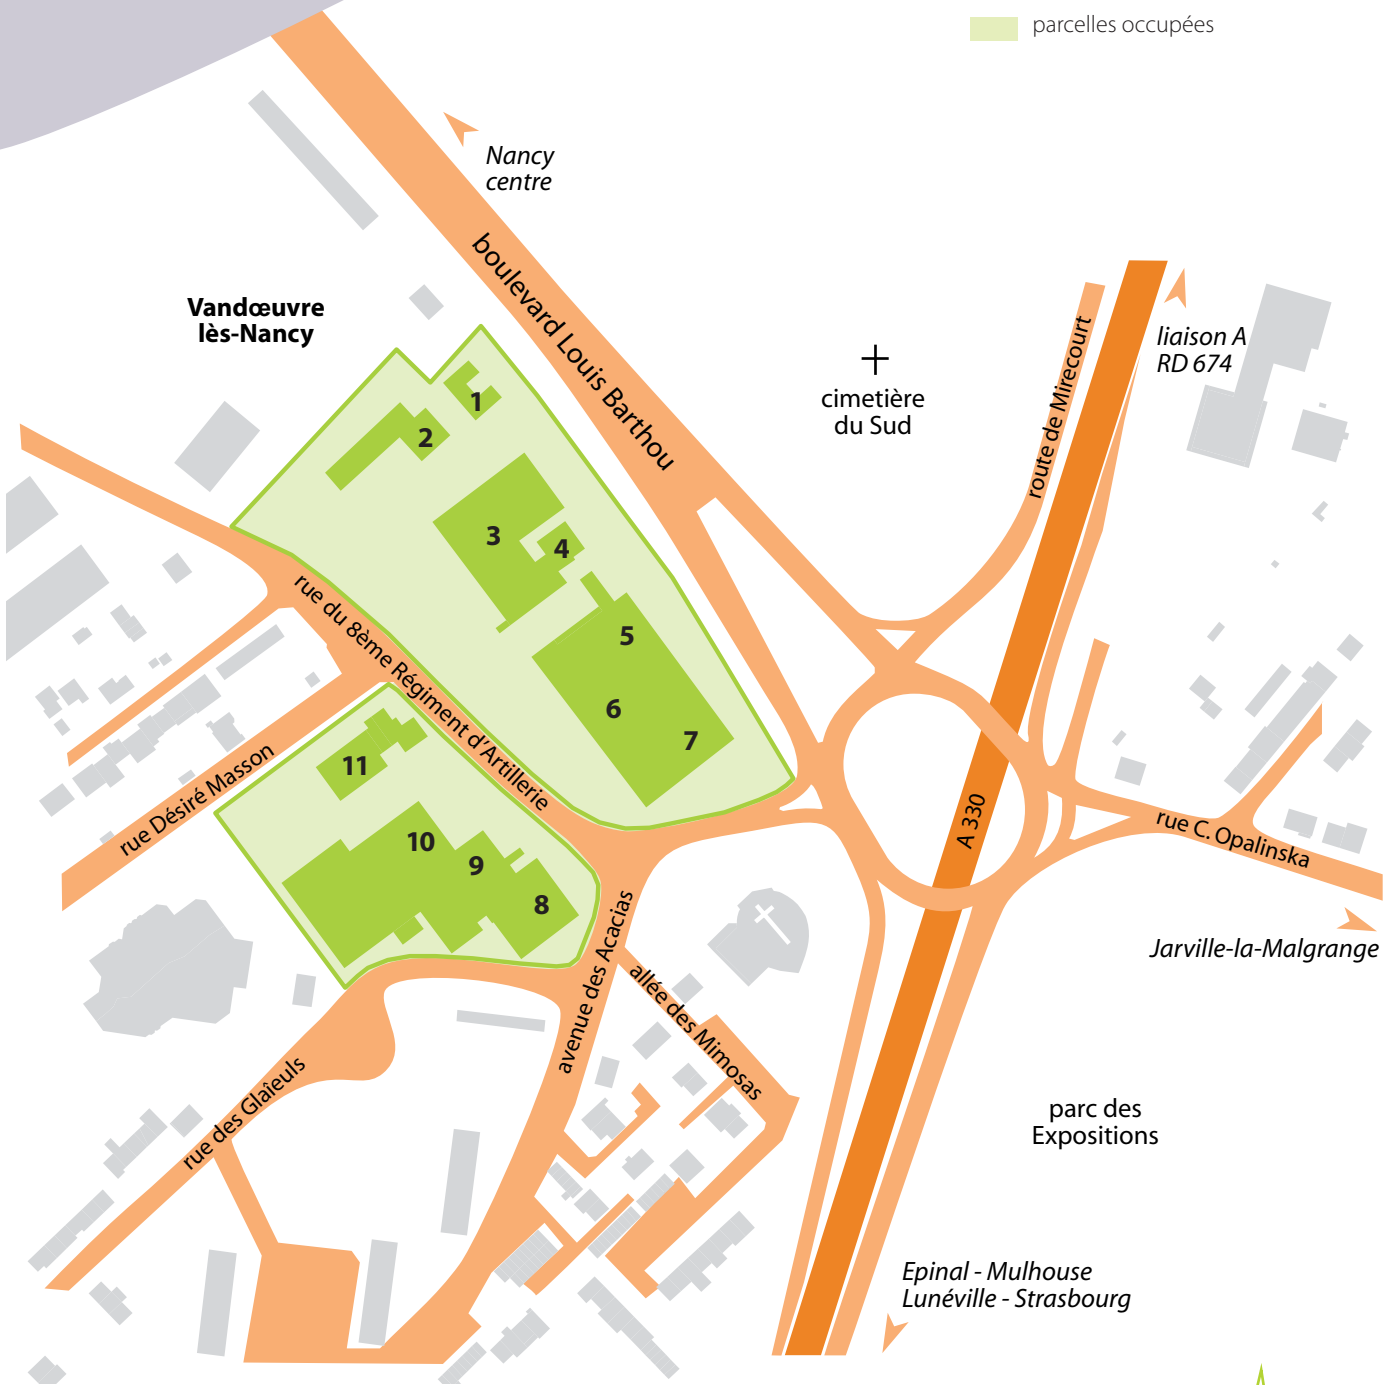 parcelles occupées
Nancy
centre
boulevard Louis Barthou
Vandœuvre
lès-Nancy
cimetière
du Sud
route de Mirecourt
liaison A
RD 674
1
2
3
4
5
6
7
rue du 8ème Régiment d'Artillerie
rue Désiré Masson
11
10
9
8
A 330
rue C. Opalinska
Jarville-la-Malgrange
avenue des Acacias
allée des Mimosas
rue des Glaîeuls
parc des
Expositions
Epinal - Mulhouse
Lunéville - Strasbourg